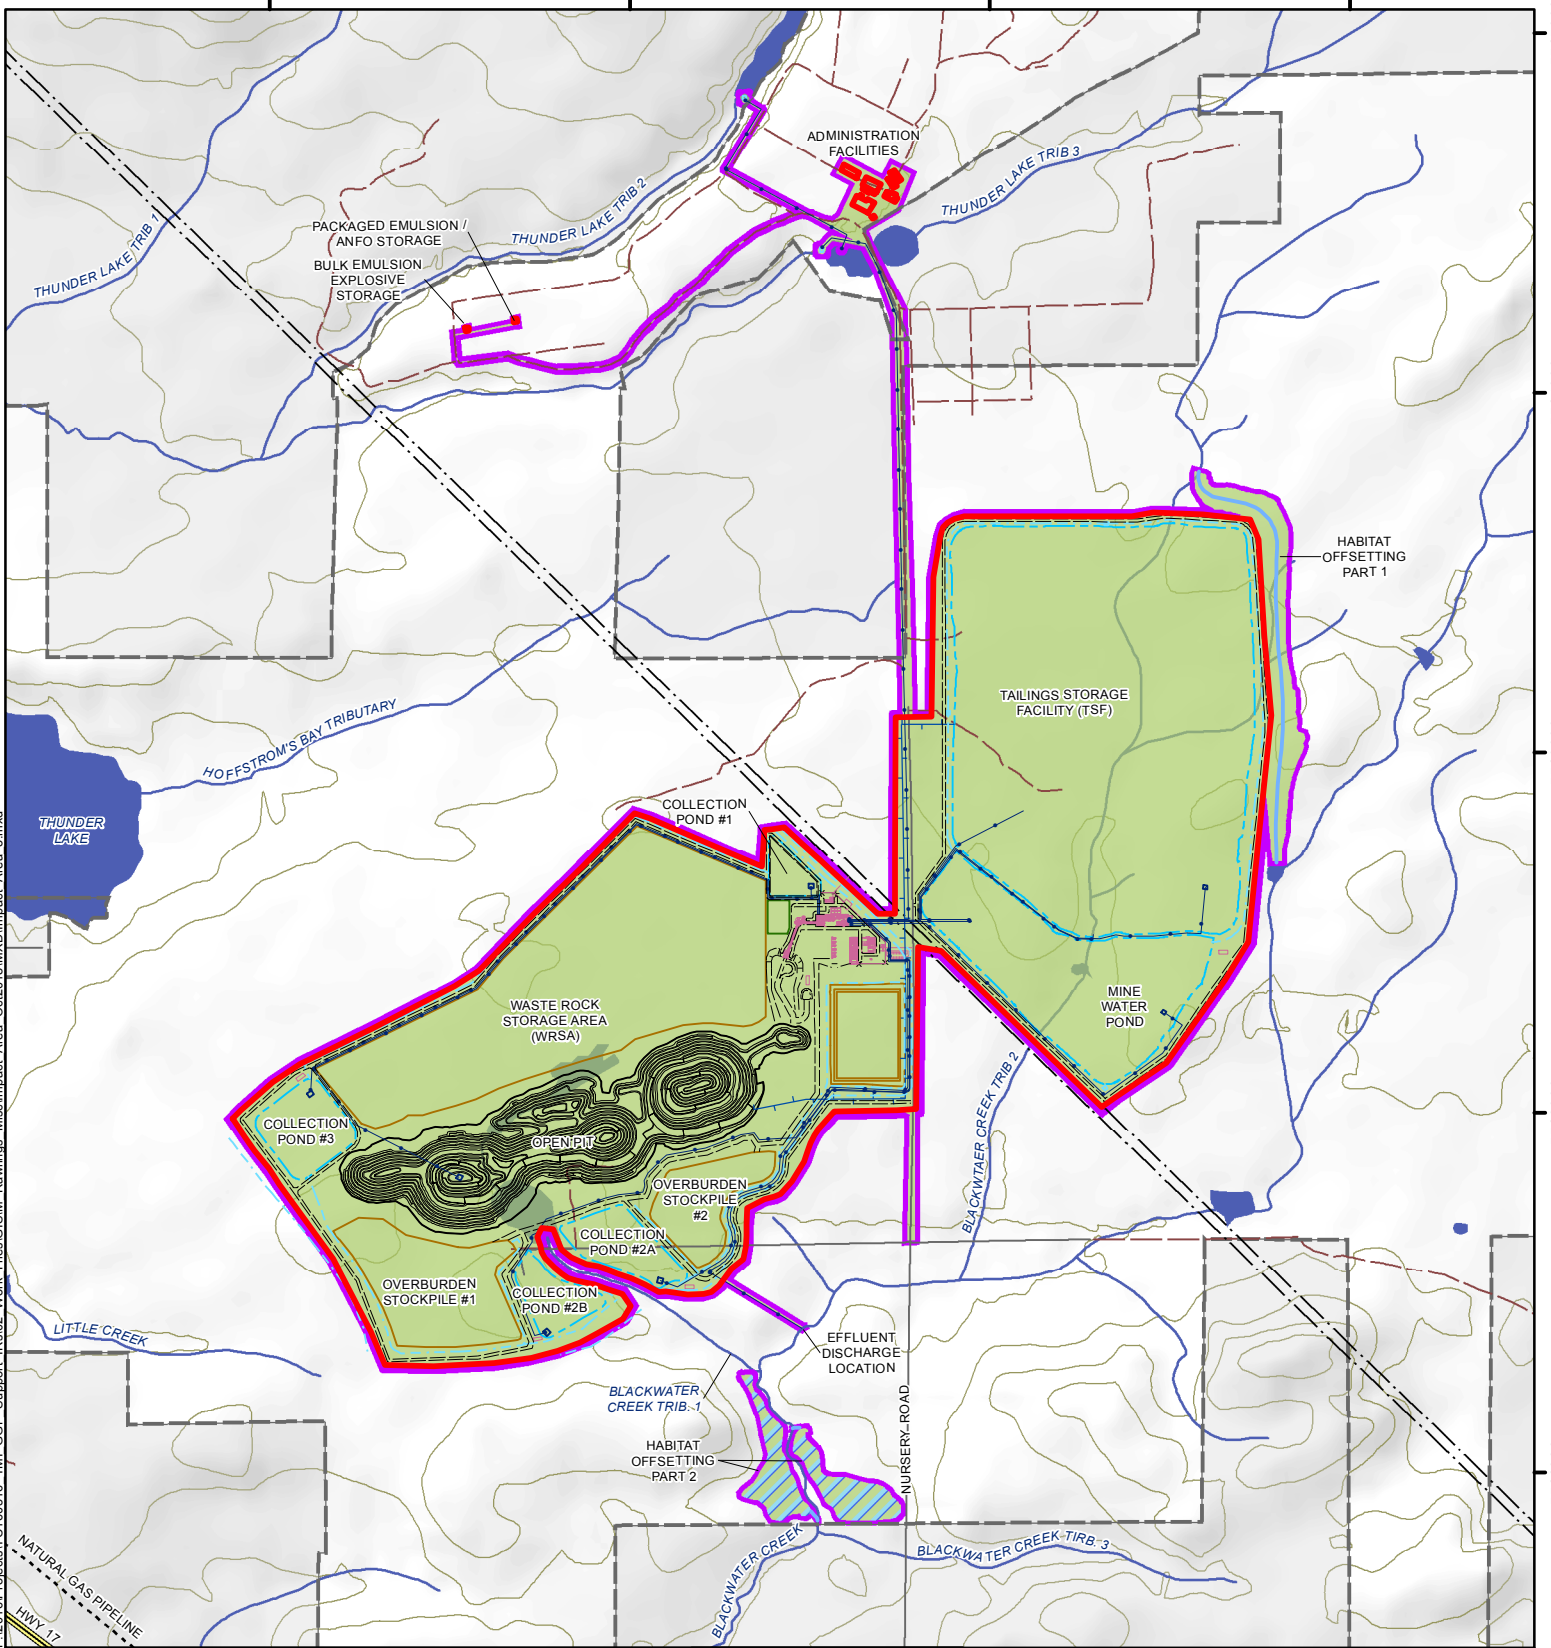 ADMINISTRATION
FACILITIES
THUNDER LAKE TRIB 3
THUNDER LAKE TRIB 2
THUNDER LAKE TRIB 1
PACKAGED EMULSION /
ANFO STORAGE
BULK EMULSION
EXPLOSIVE
STORAGE
HABITAT
OFFSETTING
PART 1
TAILINGS STORAGE
FACILITY (TSF)
HOFFSTROM'S BAY TRIBUTARY
THUNDER
LAKE
COLLECTION
POND #1
WASTE ROCK
STORAGE AREA
(WRSA)
MINE
WATER
POND
COLLECTION
POND #3
OPEN PIT
BLACKWTAER CREEK TRIB 2
OVERBURDEN
STOCKPILE
#2
COLLECTION
POND #2A
OVERBURDEN
STOCKPILE #1
COLLECTION
POND #2B
LITTLE CREEK
EFFLUENT
DISCHARGE
LOCATION
BLACKWATER
CREEK TRIB. 1
NURSERY ROAD
HABITAT
OFFSETTING
PART 2
BLACKWATER CREEK
BLACKWATER CREEK TIRB. 3
NATURAL GAS PIPELINE
HWY 17